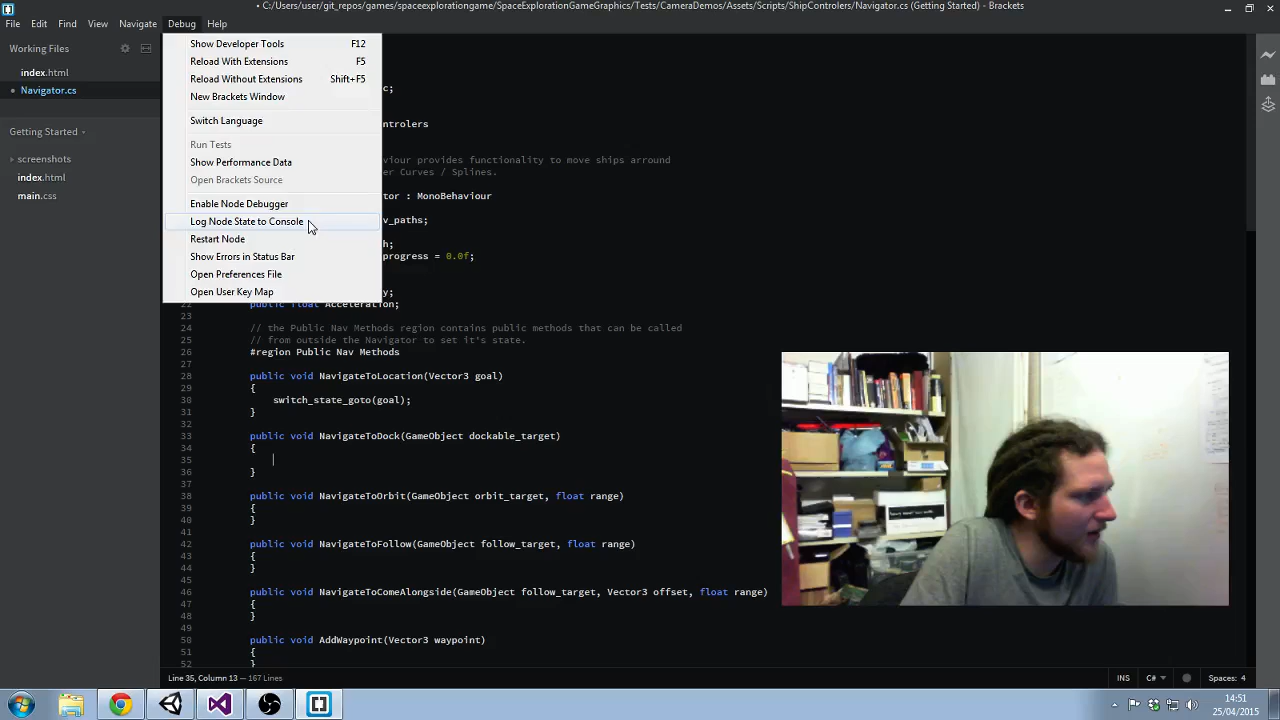 • C:/Users/user/git_repos/games/spaceexplorationgame/SpaceExplorationGameGraphics/Tests/CameraDemos/Assets/Scripts/ShipControlers/Navigator.cs (Getting Started) - Brackets
File Edit Find View Navigate Debug Help
Working Files
index.html
• Navigator.cs
Getting Started
screenshots
index.html
main.css
Show Developer Tools F12
Reload With Extensions F5
Reload Without Extensions Shift+F5
New Brackets Window
Switch Language
Run Tests
Show Performance Data
Open Brackets Source
Enable Node Debugger
Log Node State to Console
Restart Node
Show Errors in Status Bar
Open Preferences File
Open User Key Map
c;
ntrolers
viour provides functionality to move ships arround
er Curves / Splines.
tor : MonoBehaviour
v_paths;
h;
progress = 0.0f;
y;
22 public float Acceleration;
23
24 // the Public Nav Methods region contains public methods that can be called
25 // from outside the Navigator to set it's state.
26 #region Public Nav Methods
27
28 public void NavigateToLocation(Vector3 goal)
29 {
30 switch_state_goto(goal);
31 }
32
33 public void NavigateToDock(GameObject dockable_target)
34 {
35
36 }
37
38 public void NavigateToOrbit(GameObject orbit_target, float range)
39 {
40 }
41
42 public void NavigateToFollow(GameObject follow_target, float range)
43 {
44 }
45
46 public void NavigateToComeAlongside(GameObject follow_target, Vector3 offset, float range)
47 {
48 }
49
50 public void AddWaypoint(Vector3 waypoint)
51 {
52 }
Line 35, Column 13 — 167 Lines
INS C# Spaces: 4
14:51
25/04/2015